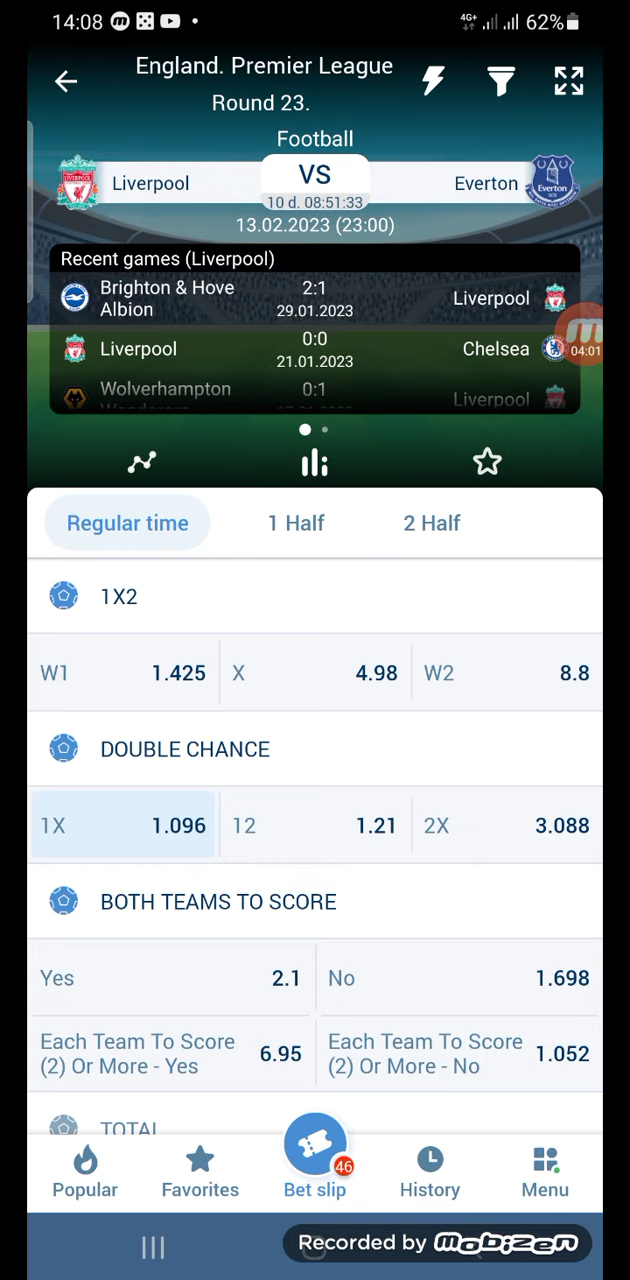 14:08 62%
4G+
England. Premier League
Round 23.
Football
Liverpool VS Everton
10 d. 08:51:33
13.02.2023 (23:00)
Recent games (Liverpool)
Brighton & Hove Albion 2:1 Liverpool
29.01.2023
Liverpool 0:0 Chelsea
21.01.2023
04:01
Wolverhampton 0:1 Liverpool
Regular time 1 Half 2 Half
1X2
W1 1.425 X 4.98 W2 8.8
DOUBLE CHANCE
1X 1.096 12 1.21 2X 3.088
BOTH TEAMS TO SCORE
Yes 2.1 No 1.698
Each Team To Score (2) Or More - Yes 6.95
Each Team To Score (2) Or More - No 1.052
TOTAL
46
Popular Favorites Bet slip History Menu
Recorded by mobizen